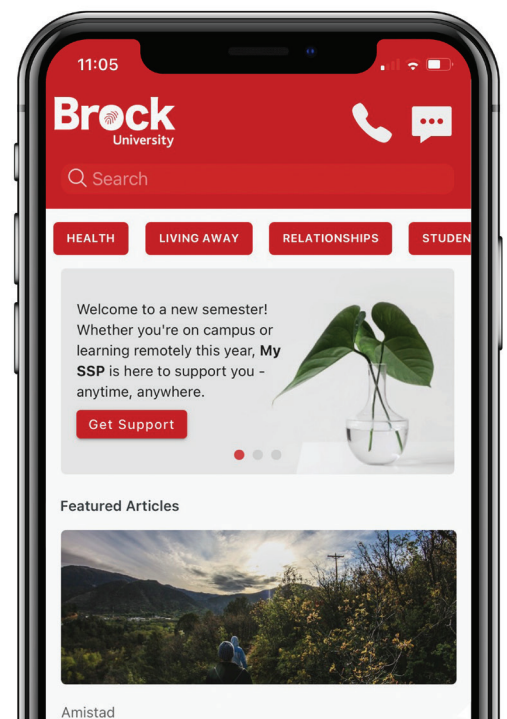 11:05
Brock
University
Search
HEALTH
LIVING AWAY
RELATIONSHIPS
STUDEN
Welcome to a new semester!
Whether you're on campus or
learning remotely this year, My
SSP is here to support you -
anytime, anywhere.
Get Support
Featured Articles
Amistad